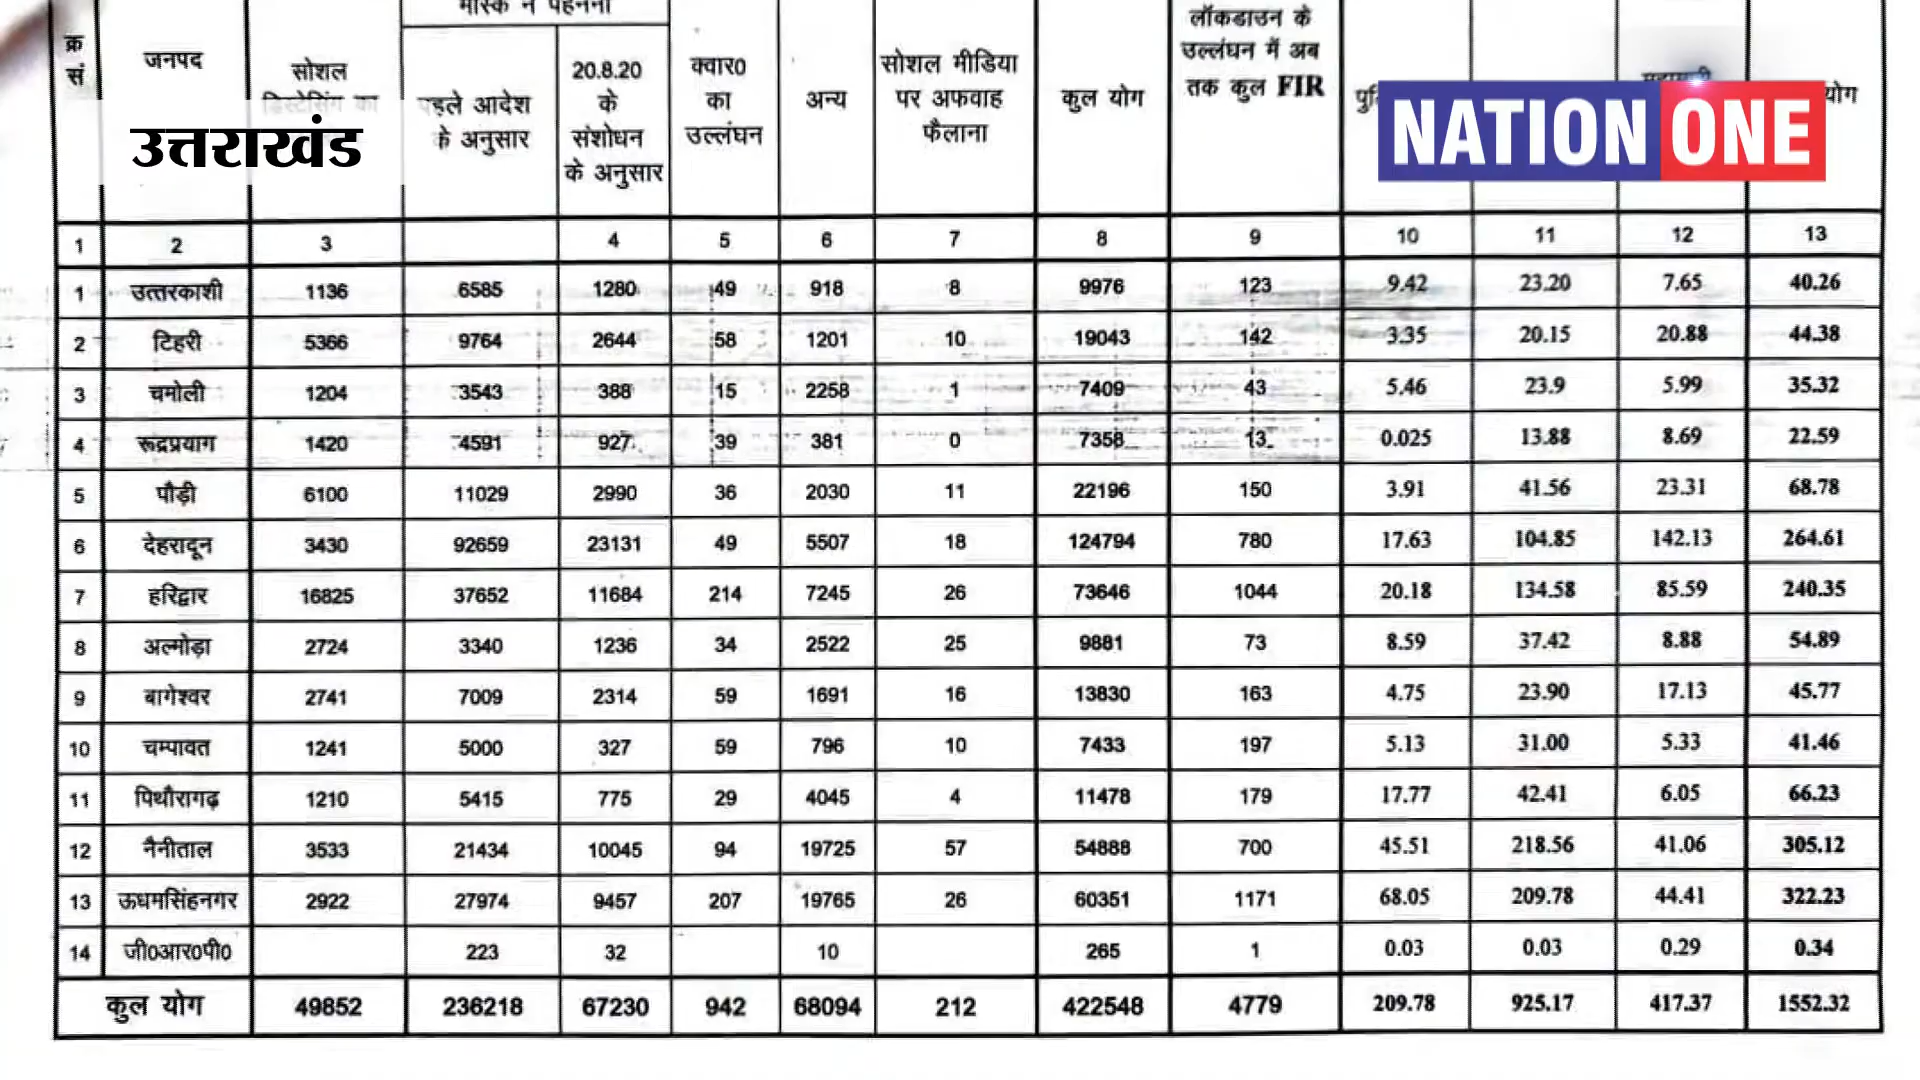 मास्क न पहनना
लॉकडाउन के
उल्लंघन में अब
तक कुल FIR
क्र
सं
जनपद
सोशल
डिस्टेसिंग का
पहले आदेश
के अनुसार
20.8.20
के
संशोधन
के अनुसार
क्वार0
का
उल्लंघन
अन्य
सोशल मीडिया
पर अफवाह
फैलाना
कुल योग
योग
उत्तराखंड
NATION ONE
1 2 3 4 5 6 7 8 9 10 11 12 13
1 उत्तरकाशी 1136 6585 1280 49 918 8 9976 123 9.42 23.20 7.65 40.26
2 टिहरी 5366 9764 2644 58 1201 10 19043 142 3.35 20.15 20.88 44.38
3 चमोली 1204 3543 388 15 2258 1 7409 43 5.46 23.9 5.99 35.32
4 रूद्रप्रयाग 1420 4591 927 39 381 0 7358 13 0.025 13.88 8.69 22.59
5 पौड़ी 6100 11029 2990 36 2030 11 22196 150 3.91 41.56 23.31 68.78
6 देहरादून 3430 92659 23131 49 5507 18 124794 780 17.63 104.85 142.13 264.61
7 हरिद्वार 16825 37652 11684 214 7245 26 73646 1044 20.18 134.58 85.59 240.35
8 अल्मोड़ा 2724 3340 1236 34 2522 25 9881 73 8.59 37.42 8.88 54.89
9 बागेश्वर 2741 7009 2314 59 1691 16 13830 163 4.75 23.90 17.13 45.77
10 चम्पावत 1241 5000 327 59 796 10 7433 197 5.13 31.00 5.33 41.46
11 पिथौरागढ़ 1210 5415 775 29 4045 4 11478 179 17.77 42.41 6.05 66.23
12 नैनीताल 3533 21434 10045 94 19725 57 54888 700 45.51 218.56 41.06 305.12
13 ऊधमसिंहनगर 2922 27974 9457 207 19765 26 60351 1171 68.05 209.78 44.41 322.23
14 जी0आर0पी0 223 32 10 265 1 0.03 0.03 0.29 0.34
कुल योग 49852 236218 67230 942 68094 212 422548 4779 209.78 925.17 417.37 1552.32